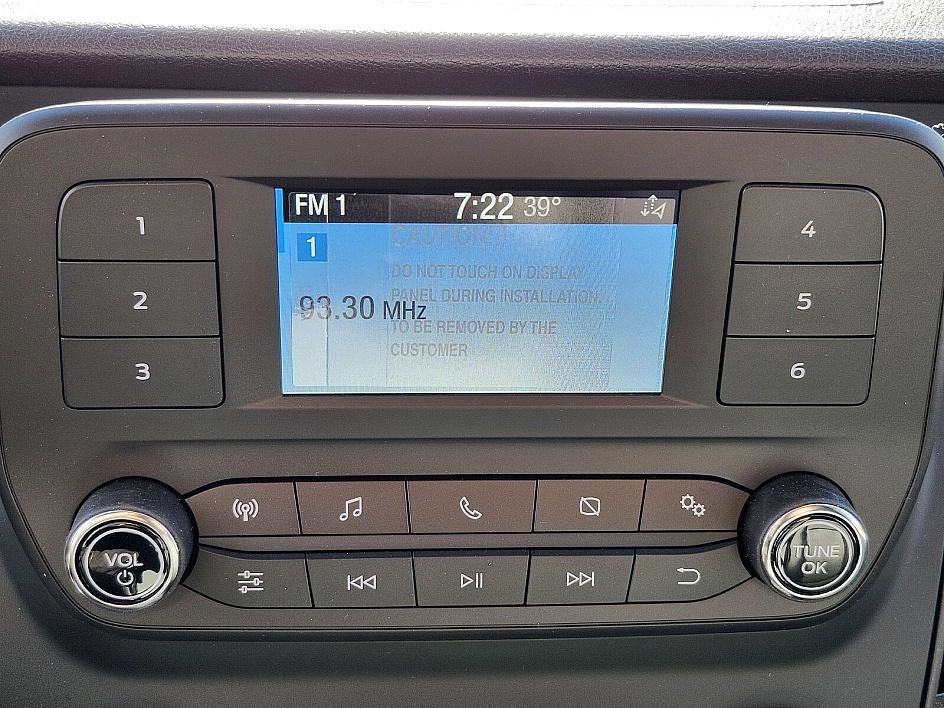 FM 1 7:22 39°
CAUTION!!
1
DO NOT TOUCH ON DISPLAY
PANEL DURING INSTALLATION.
93.30 MHz
TO BE REMOVED BY THE
CUSTOMER
1
2
3
4
5
6
VOL
TUNE
OK